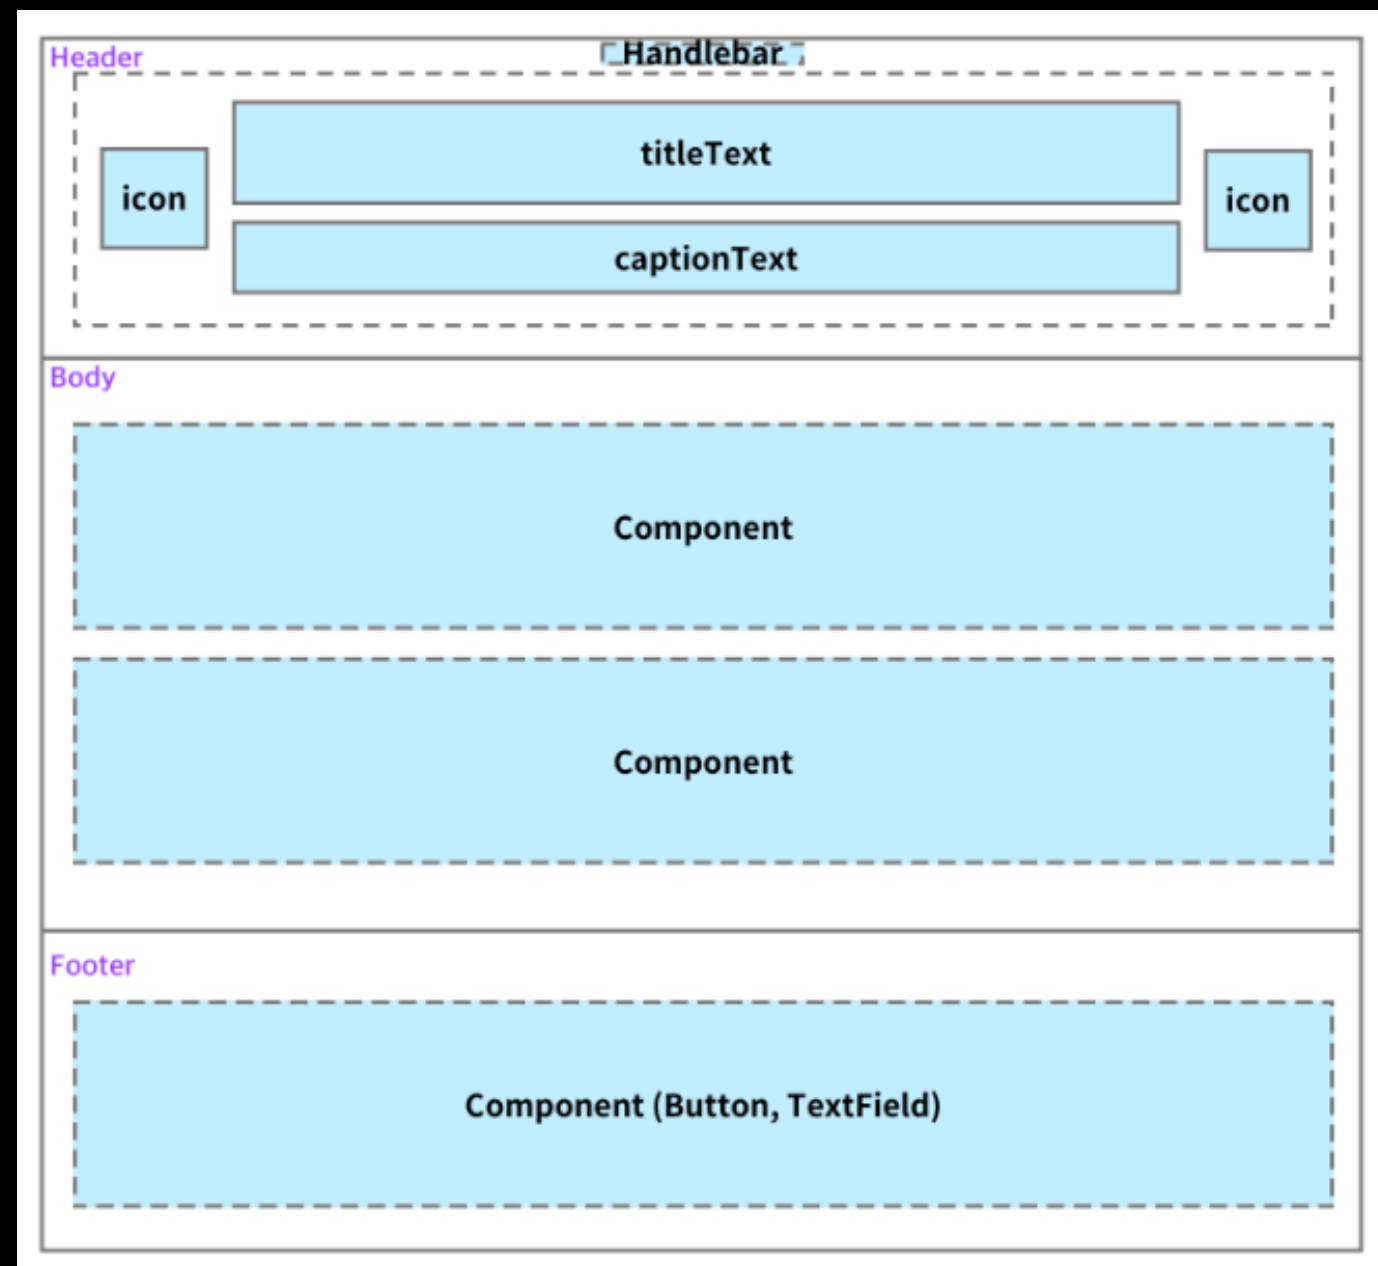 Header
Handlebar
titleText
icon
icon
captionText
Body
Component
Component
Footer
Component (Button, TextField)